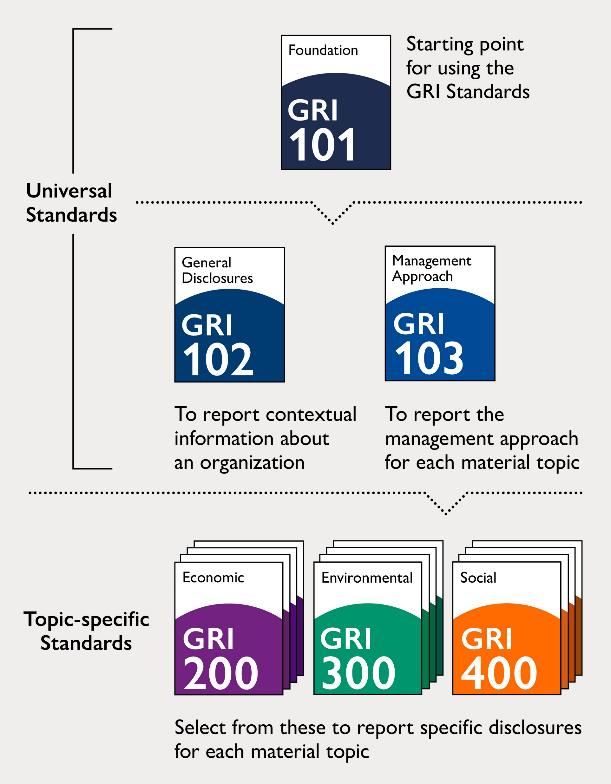 Foundation
GRI
101
Starting point
for using the
GRI Standards
Universal
Standards
General
Disclosures
GRI
102
Management
Approach
GRI
103
To report contextual
information about
an organization
To report the
management approach
for each material topic
Topic-specific
Standards
Economic
GRI
200
Environmental
GRI
300
Social
GRI
400
Select from these to report specific disclosures
for each material topic